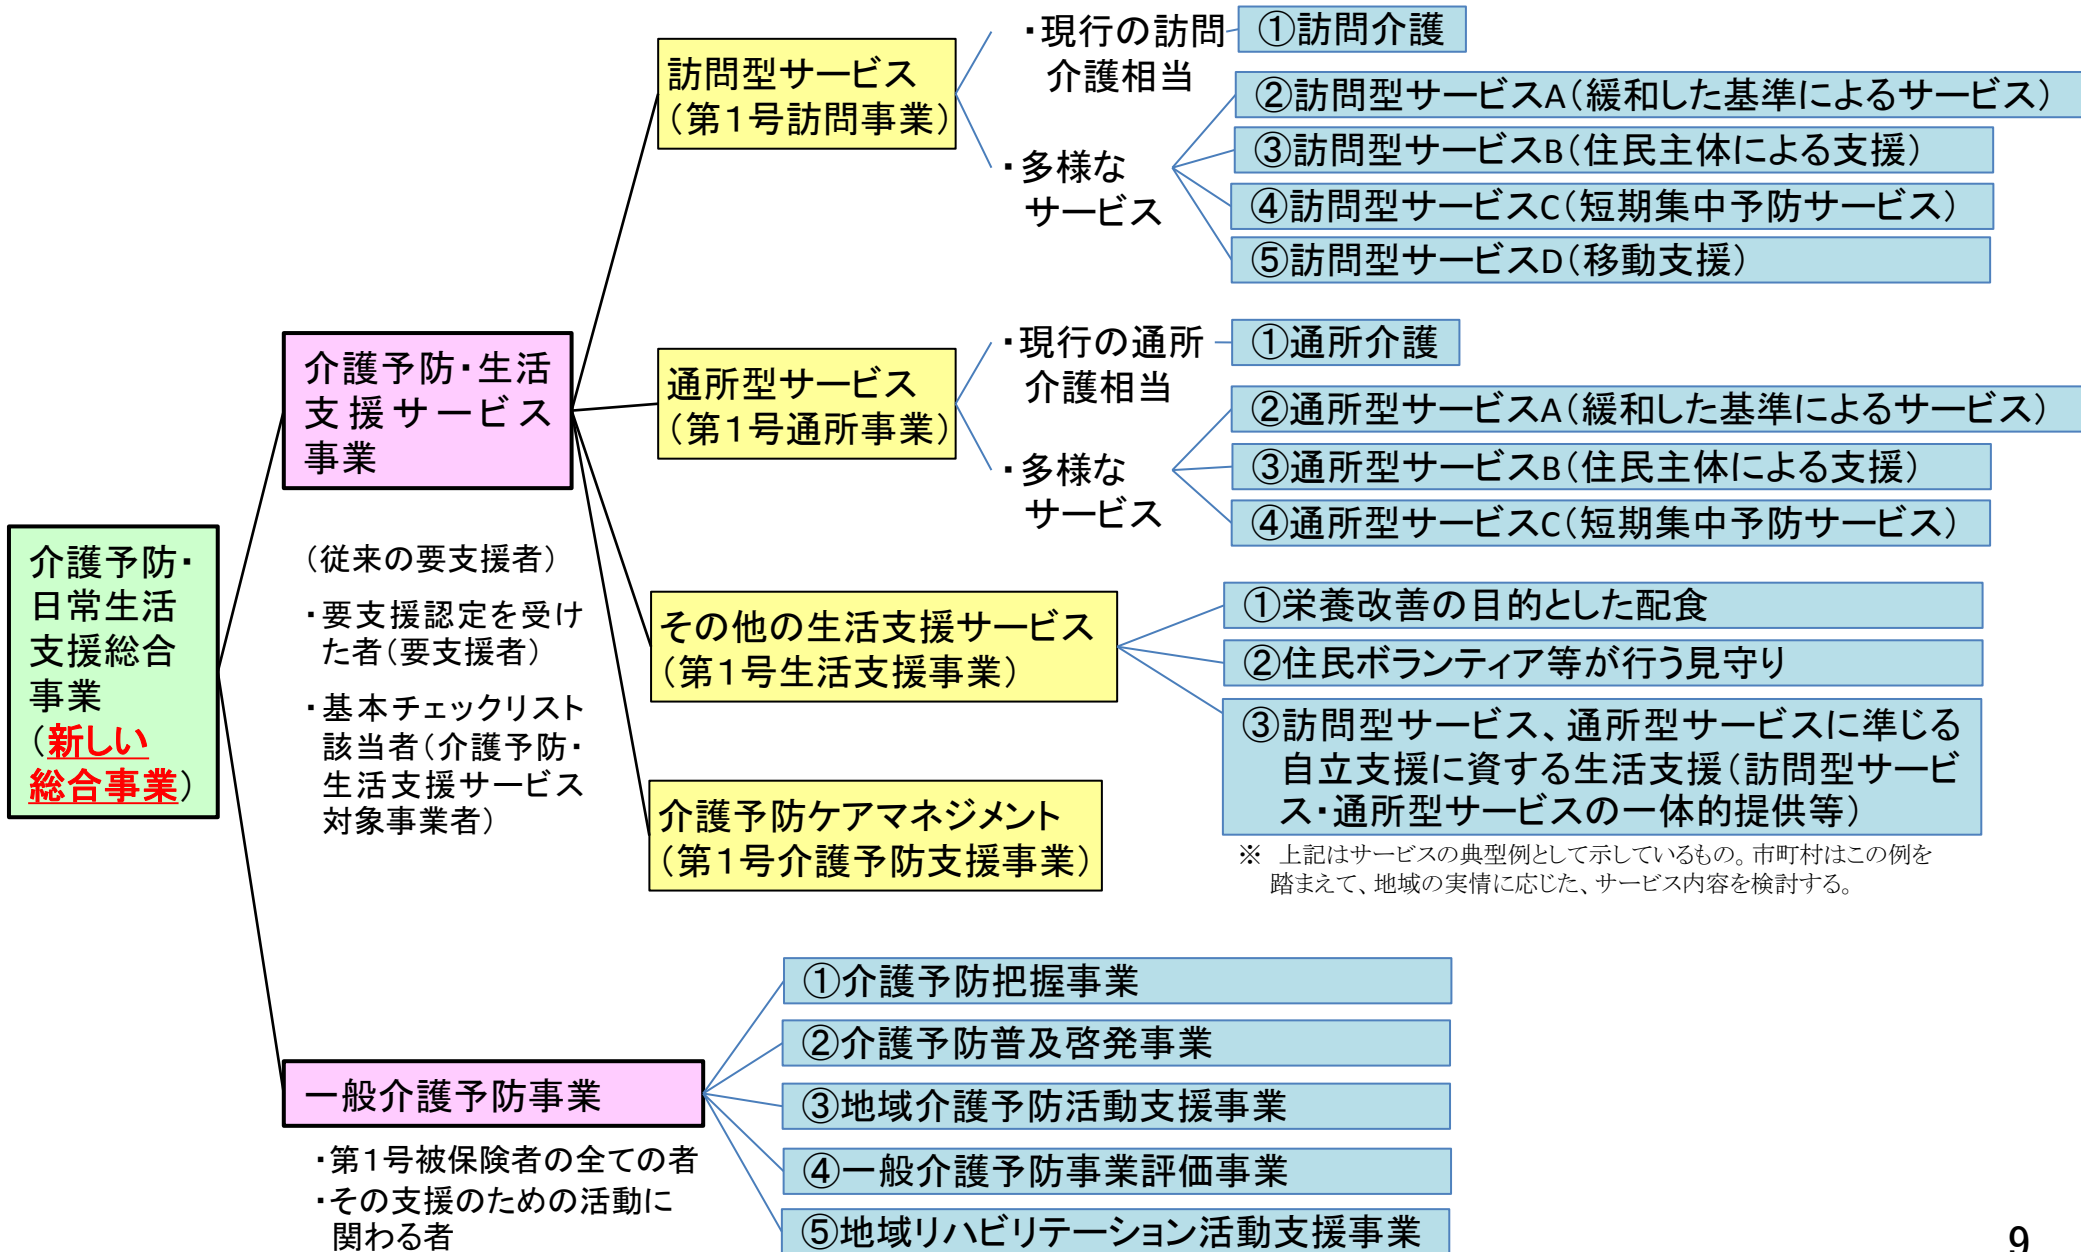 介護予防・
日常生活
支援総合
事業
（新しい
総合事業）
介護予防・生活
支援サービス
事業
（従来の要支援者）
・要支援認定を受け
た者（要支援者）
・基本チェックリスト
該当者（介護予防・
生活支援サービス
対象事業者）
訪問型サービス
（第１号訪問事業）
・現行の訪問
介護相当
①訪問介護
・多様な
サービス
②訪問型サービスA（緩和した基準によるサービス）
③訪問型サービスB（住民主体による支援）
④訪問型サービスC（短期集中予防サービス）
⑤訪問型サービスD（移動支援）
通所型サービス
（第１号通所事業）
・現行の通所
介護相当
①通所介護
・多様な
サービス
②通所型サービスA（緩和した基準によるサービス）
③通所型サービスB（住民主体による支援）
④通所型サービスC（短期集中予防サービス）
その他の生活支援サービス
（第１号生活支援事業）
①栄養改善の目的とした配食
②住民ボランティア等が行う見守り
③訪問型サービス、通所型サービスに準じる
自立支援に資する生活支援（訪問型サービ
ス・通所型サービスの一体的提供等）
※　上記はサービスの典型例として示しているもの。市町村はこの例を
踏まえて、地域の実情に応じた、サービス内容を検討する。
介護予防ケアマネジメント
（第１号介護予防支援事業）
一般介護予防事業
・第１号被保険者の全ての者
・その支援のための活動に
関わる者
①介護予防把握事業
②介護予防普及啓発事業
③地域介護予防活動支援事業
④一般介護予防事業評価事業
⑤地域リハビリテーション活動支援事業
9